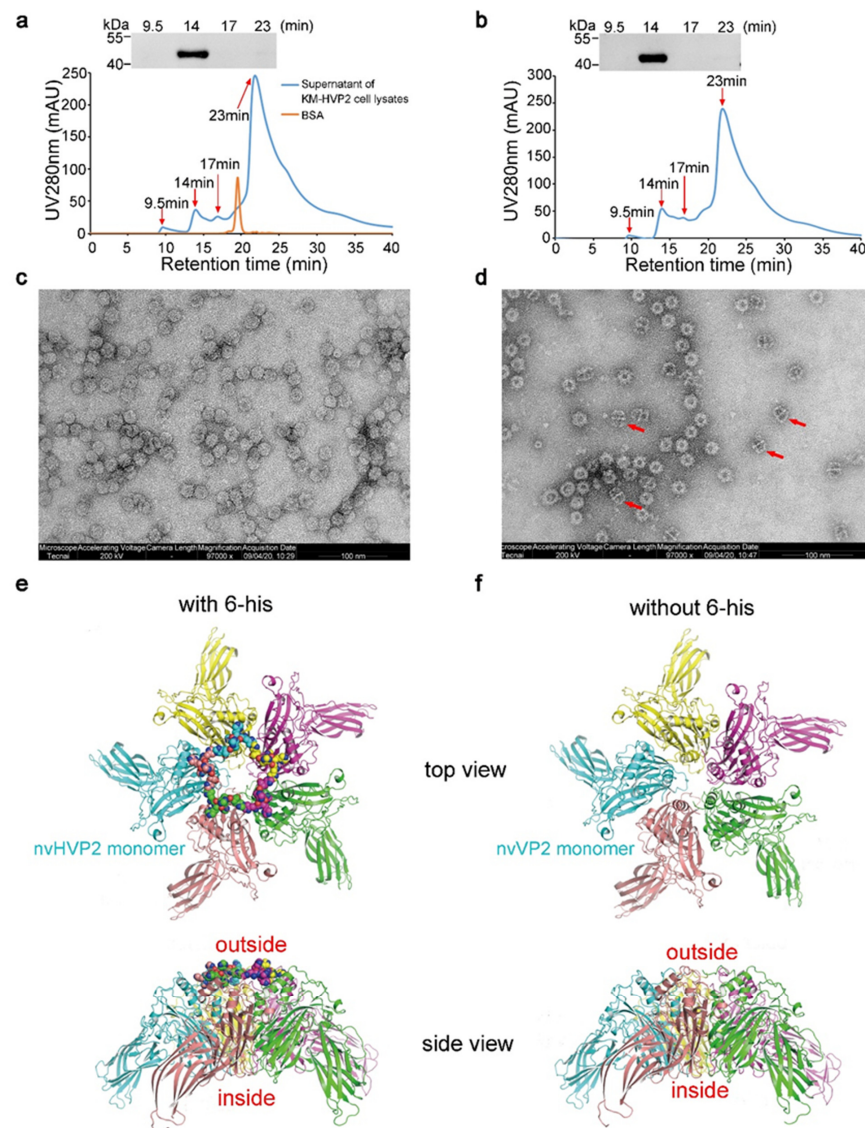 a
kDa 9.5 14 17 23 (min)
55
40
250
200
150
100
50
0
UV280nm (mAU)
Supernatant of
KM-HVP2 cell lysates
BSA
23min
17min
14min
9.5min
0 5 10 15 20 25 30 35 40
Retention time (min)
b
kDa 9.5 14 17 23 (min)
55
40
300
250
200
150
100
50
0
UV280nm (mAU)
23min
17min
14min
9.5min
0 5 10 15 20 25 30 35 40
Retention time (min)
c
Microscope Accelerating Voltage Camera Length Magnification Acquisition Date
Tecnai 200 kV - 97000 x 09/04/20, 10:29 100 nm
d
croscope Accelerating Voltage Camera Length Magnification Acquisition Date
Tecnai 200 kV - 97000 x 09/04/20, 10:47 100 nm
e
with 6-his
nvHVP2 monomer
f
without 6-his
top view
nvVP2 monomer
outside
inside
outside
side view
inside